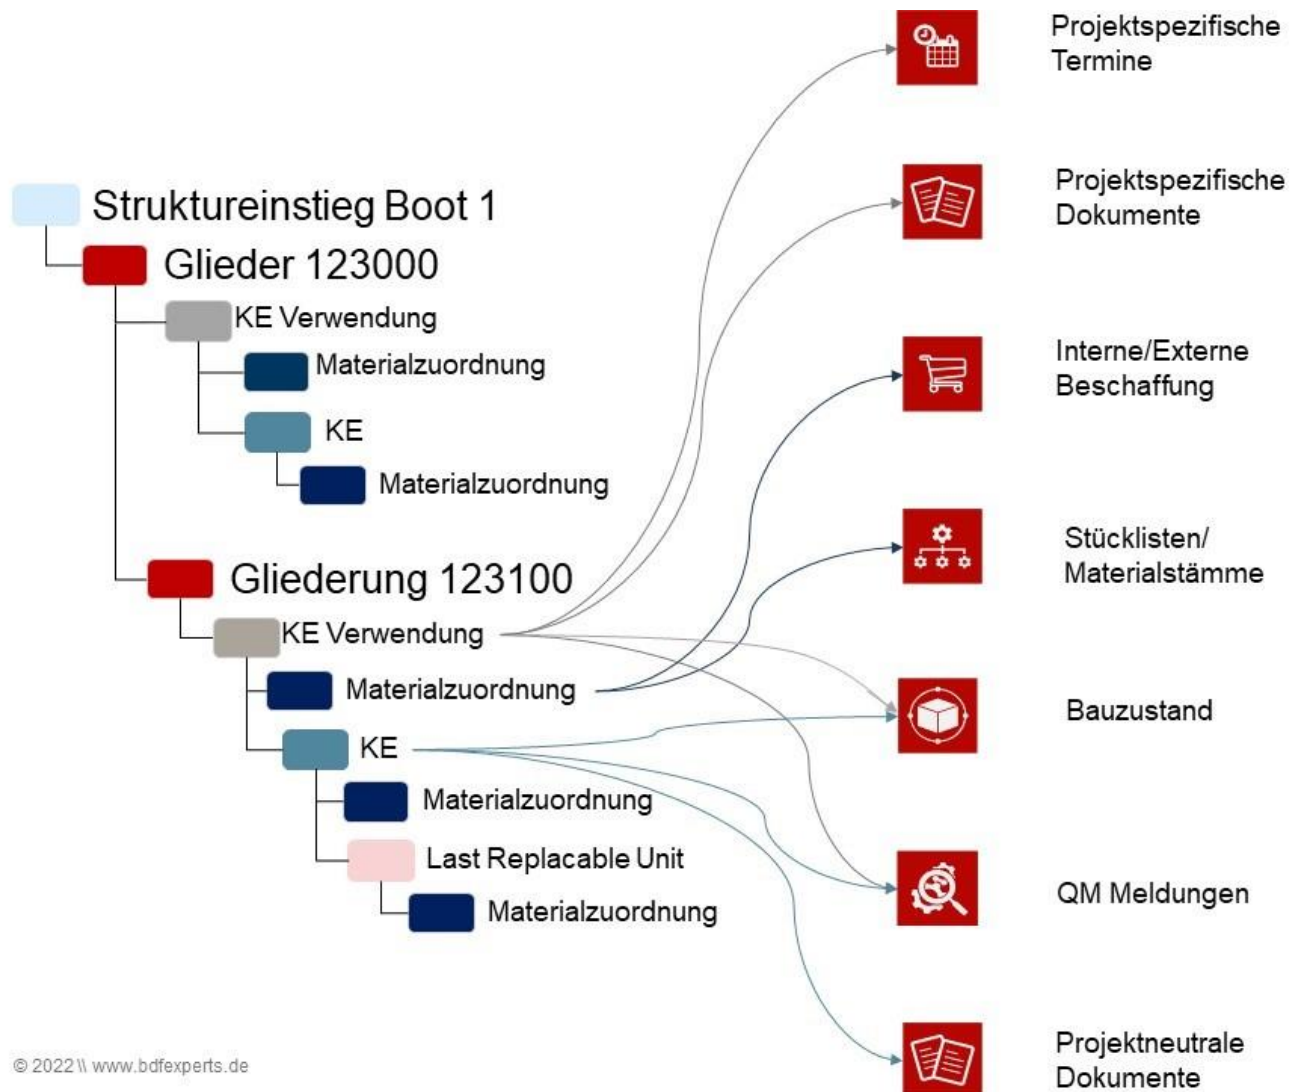 Projektspezifische
Termine
Projektspezifische
Dokumente
Struktureinstieg Boot 1
Glieder 123000
KE Verwendung
Materialzuordnung
KE
Materialzuordnung
Interne/Externe
Beschaffung
Stücklisten/
Materialstämme
Gliederung 123100
KE Verwendung
Materialzuordnung
KE
Materialzuordnung
Last Replacable Unit
Materialzuordnung
Bauzustand
QM Meldungen
Projektneutrale
Dokumente
© 2022 \\ www.bdfexperts.de